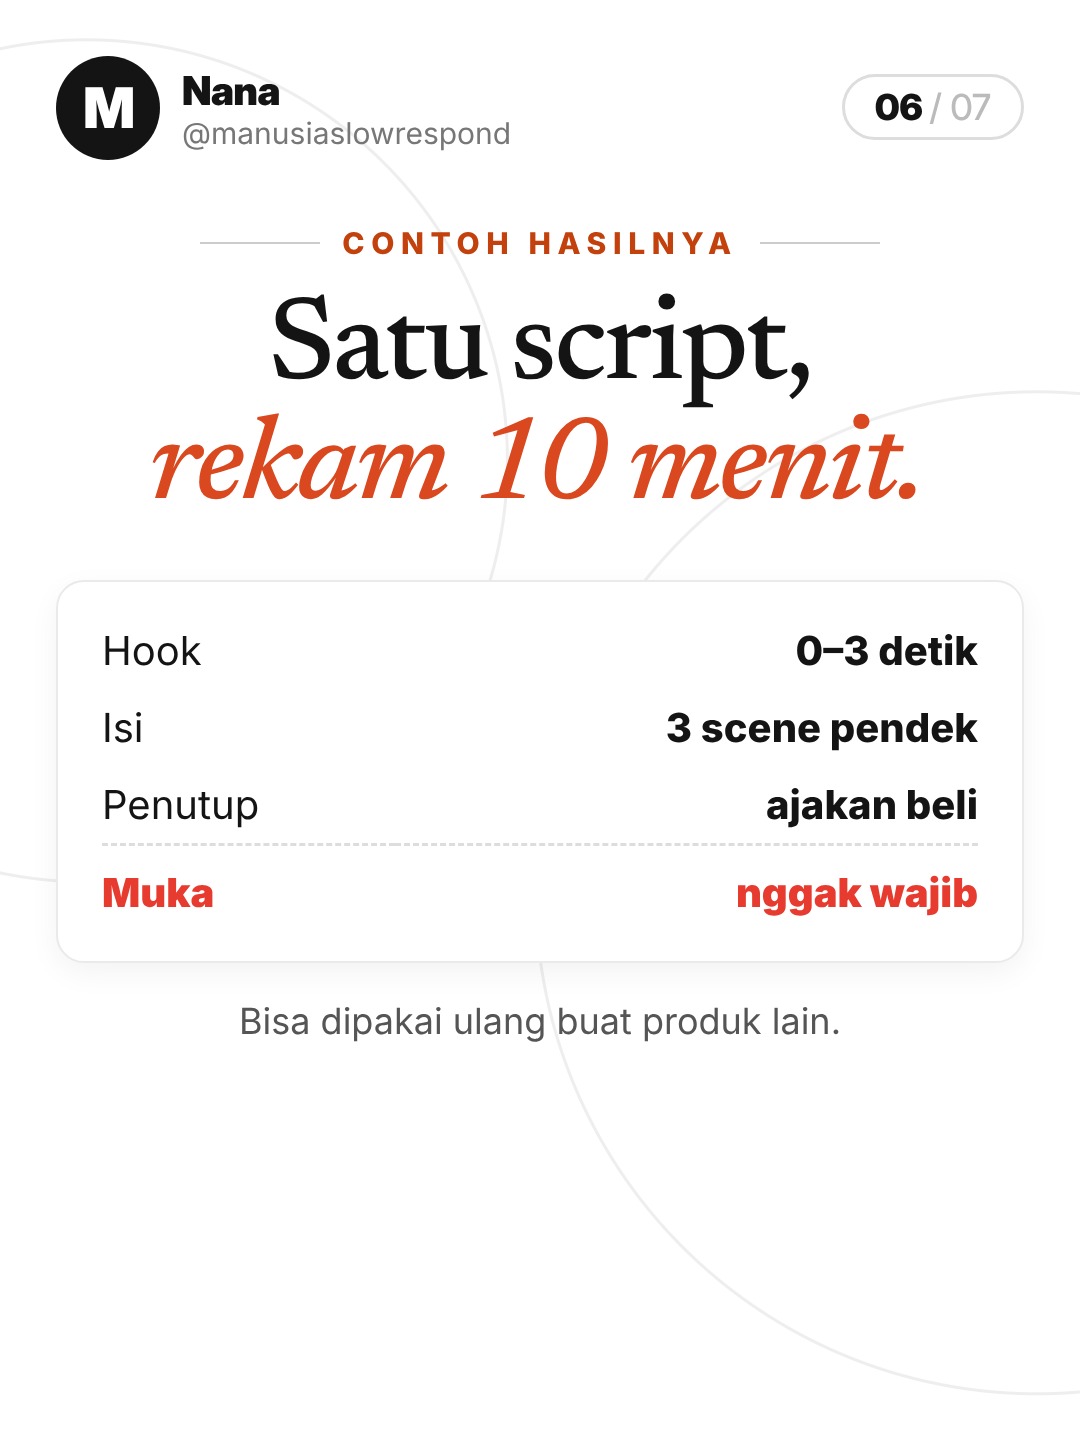 M
Nana
@manusiaslowrespond
06 / 07
CONTOH HASILNYA
Satu script,
rekam 10 menit.
Hook 0–3 detik
Isi 3 scene pendek
Penutup ajakan beli
Muka nggak wajib
Bisa dipakai ulang buat produk lain.